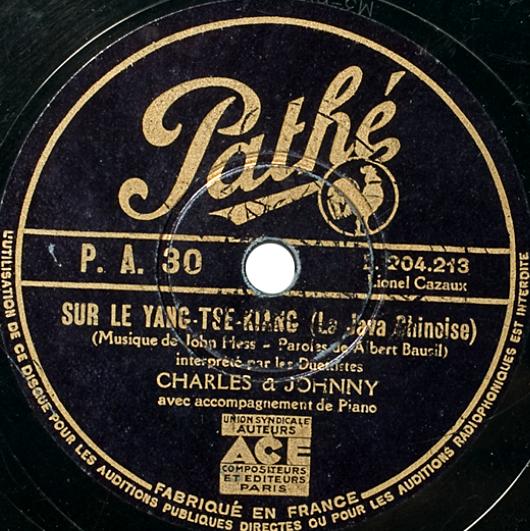 Pathé
P. A. 30
204.213
Lionel Cazaux
SUR LE YANG-TSE-KIANG (La Java Chinoise)
(Musique de John Hess - Paroles de Albert Bausil)
interprété par les Duettistes
CHARLES & JOHNNY
avec accompagnement de Piano
UNION SYNDICALE
AUTEURS
ACE
COMPOSITEURS
ET EDITEURS
PARIS
FABRIQUÉ EN FRANCE
L'UTILISATION DE CE DISQUE POUR LES AUDITIONS PUBLIQUES DIRECTES OU POUR LES AUDITIONS RADIOPHONIQUES EST INTERDITE